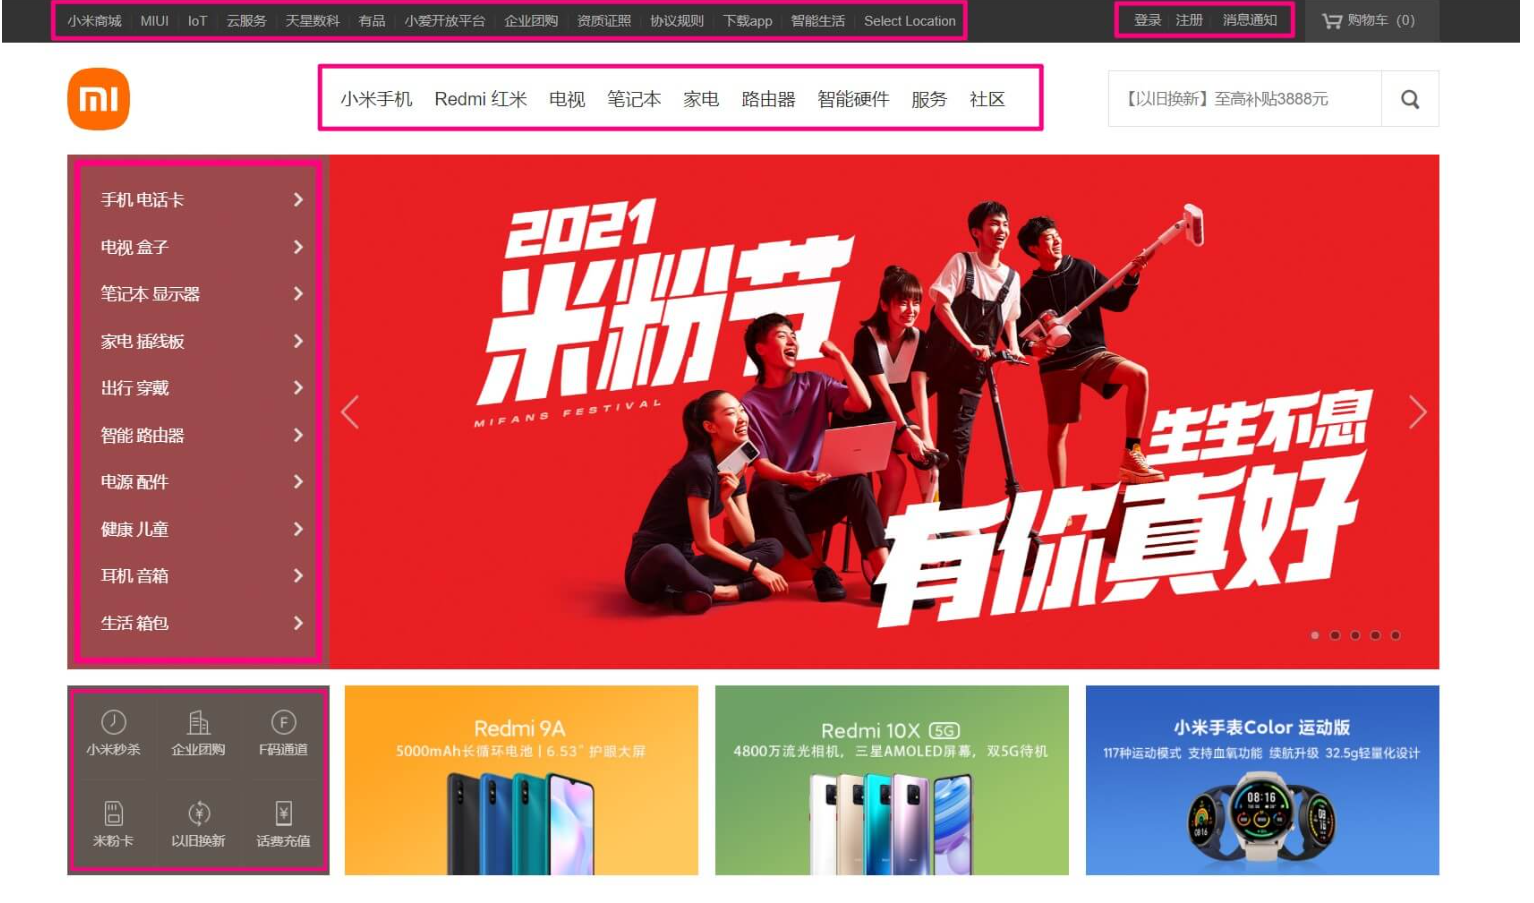 小米商城 MIUI IoT 云服务 天星数科 有品 小爱开放平台 企业团购 资质证照 协议规则 下载app 智能生活 Select Location 登录 注册 消息通知 购物车 (0)
小米手机 Redmi 红米 电视 笔记本 家电 路由器 智能硬件 服务 社区 【以旧换新】至高补贴3888元
手机 电话卡
电视 盒子
笔记本 显示器
家电 插线板
出行 穿戴
智能 路由器
电源 配件
健康 儿童
耳机 音箱
生活 箱包
2021
米粉节
MIFANS FESTIVAL
生生不息
有你真好
小米秒杀 企业团购 F码通道
米粉卡 以旧换新 话费充值
Redmi 9A
5000mAh长循环电池 | 6.53" 护眼大屏
Redmi 10X 5G
4800万流光相机，三星AMOLED屏幕，双5G待机
小米手表Color 运动版
117种运动模式 支持血氧功能 续航升级 32.5g轻量化设计
08:16